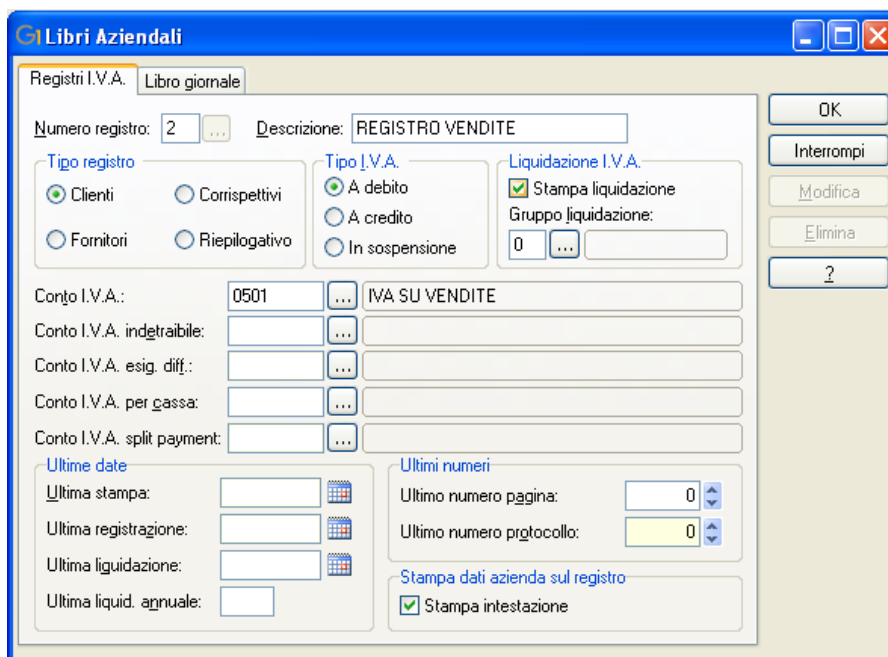 G1 Libri Aziendali
Registri I.V.A. Libro giornale
Numero registro: 2 ... Descrizione: REGISTRO VENDITE
Tipo registro
Clienti Corrispettivi
Fornitori Riepilogativo
Tipo I.V.A.
A debito
A credito
In sospensione
Liquidazione I.V.A.
Stampa liquidazione
Gruppo liquidazione:
0 ...
Conto I.V.A.: 0501 ... IVA SU VENDITE
Conto I.V.A. indetraibile: ...
Conto I.V.A. esig. diff.: ...
Conto I.V.A. per cassa: ...
Conto I.V.A. split payment: ...
Ultime date
Ultima stampa:
Ultima registrazione:
Ultima liquidazione:
Ultima liquid. annuale:
Ultimi numeri
Ultimo numero pagina: 0
Ultimo numero protocollo: 0
Stampa dati azienda sul registro
Stampa intestazione
OK
Interrompi
Modifica
Elimina
?